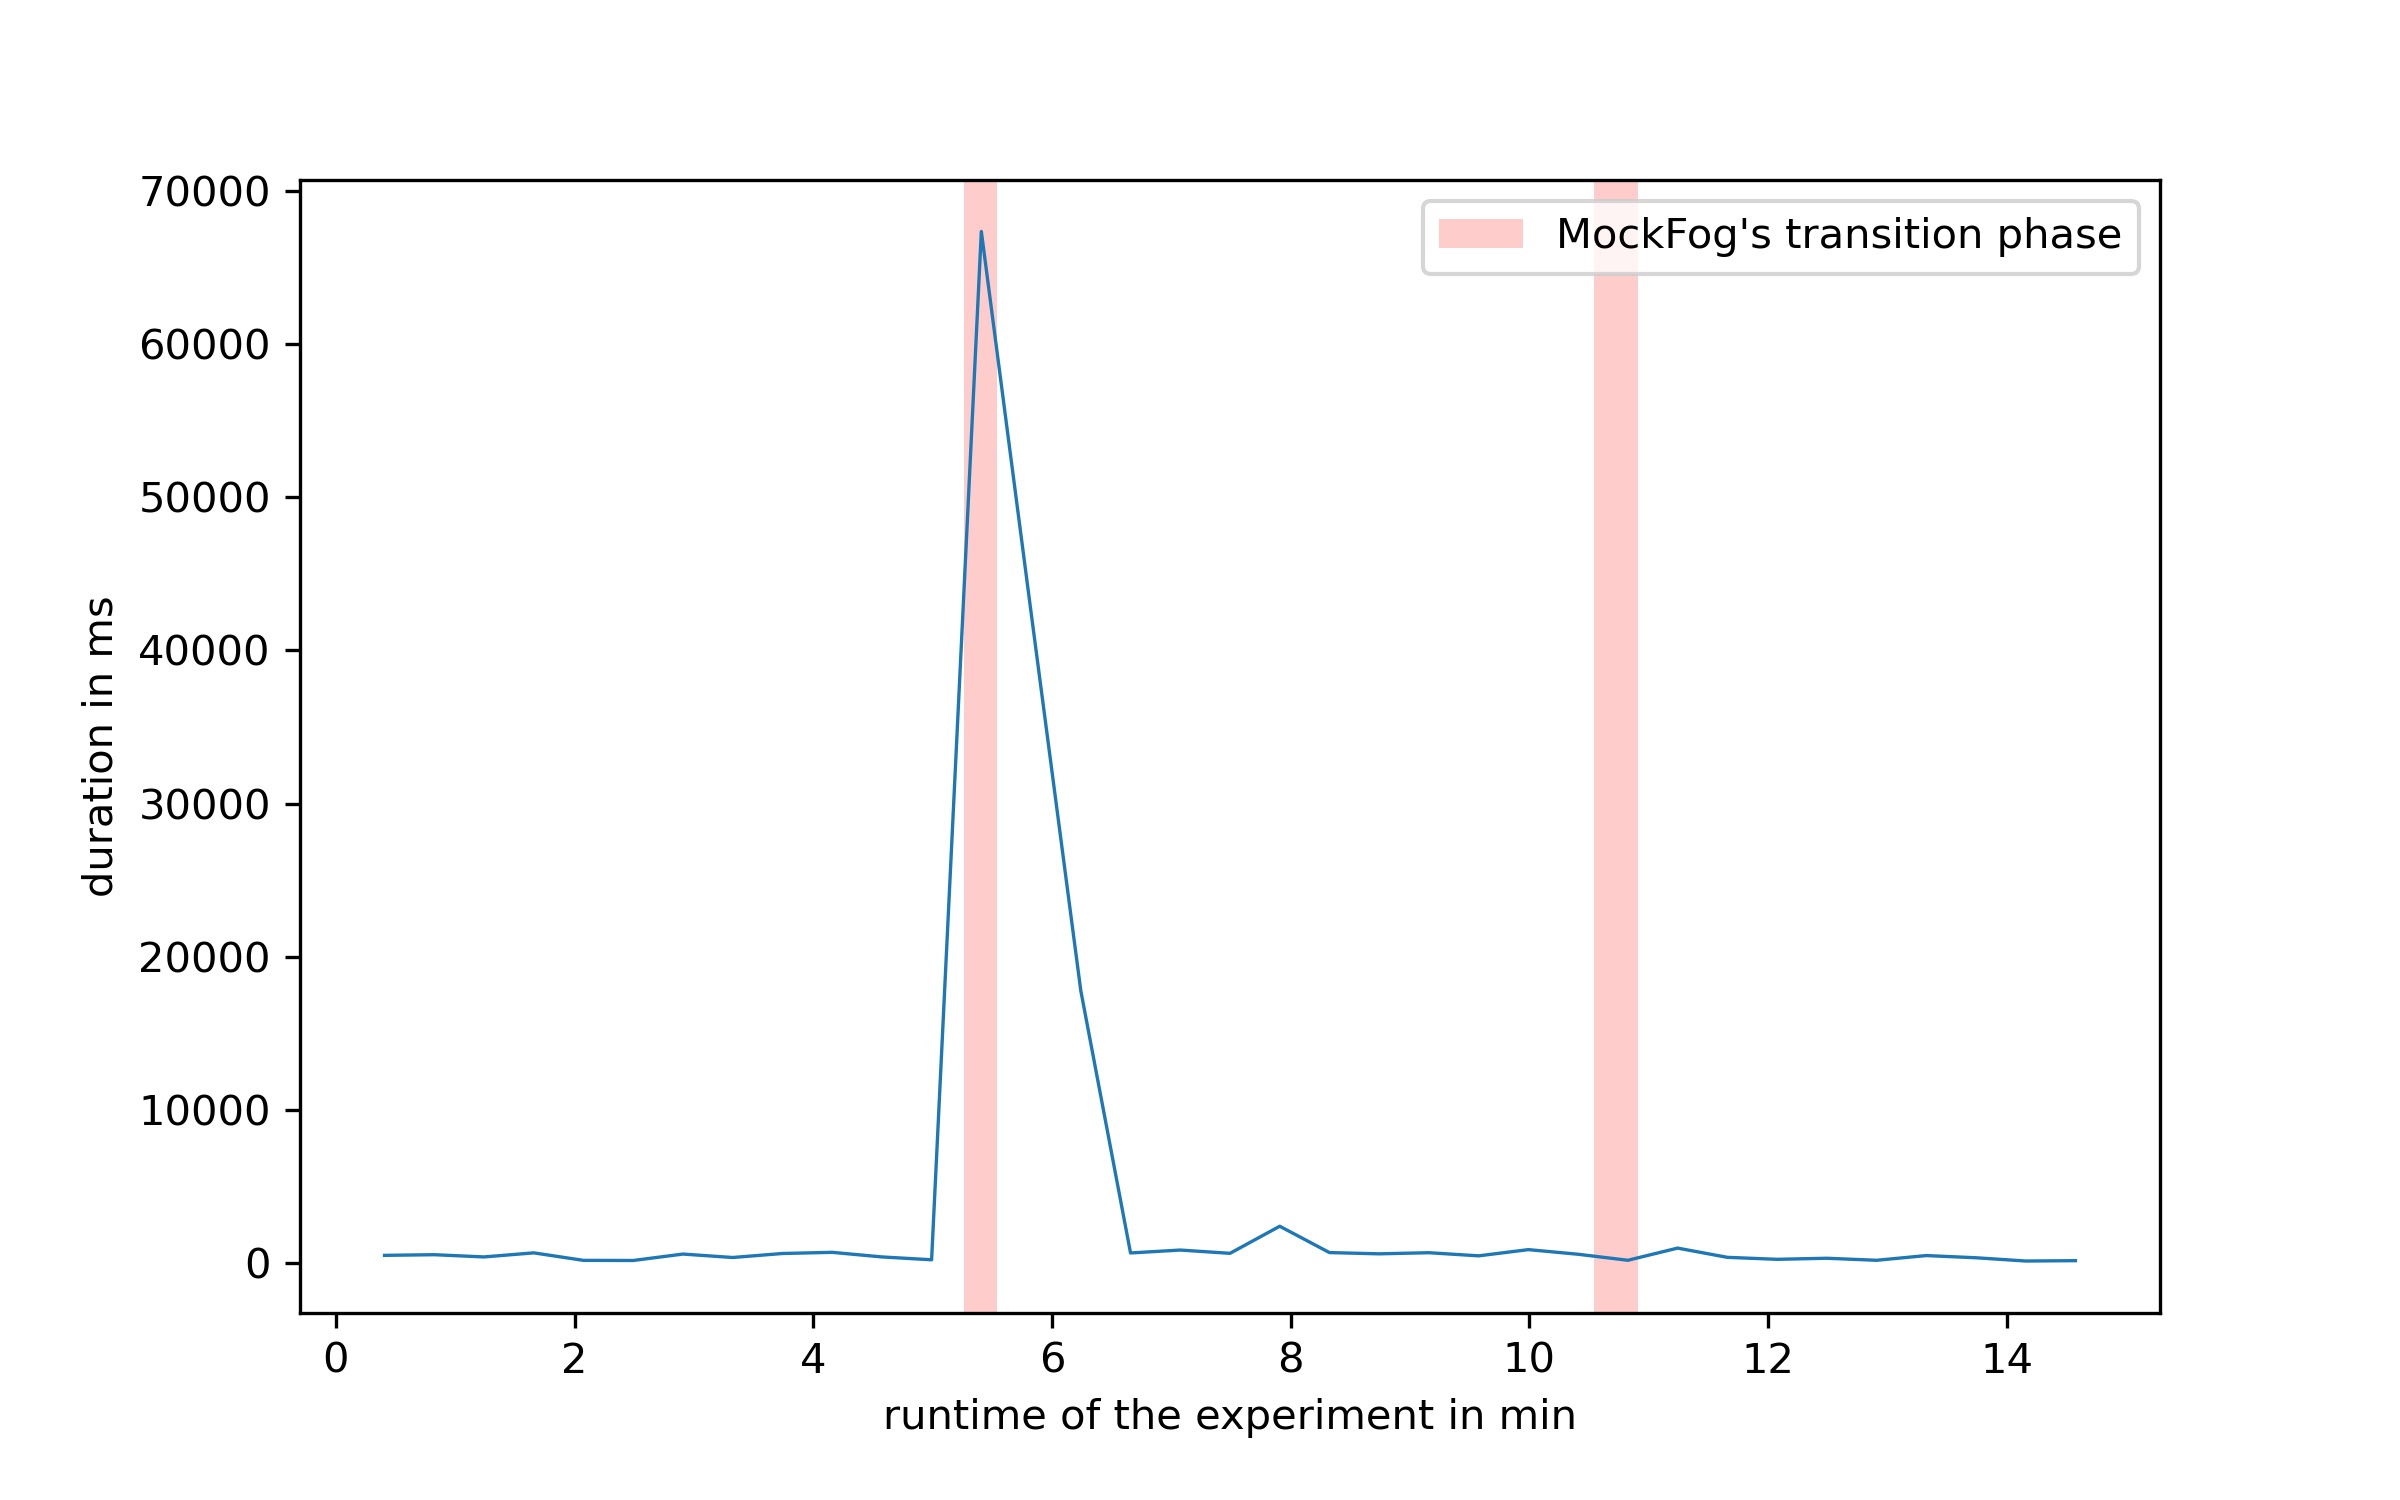 MockFog's transition phase
70000
60000
50000
40000
30000
20000
10000
0
duration in ms
0 2 4 6 8 10 12 14
runtime of the experiment in min